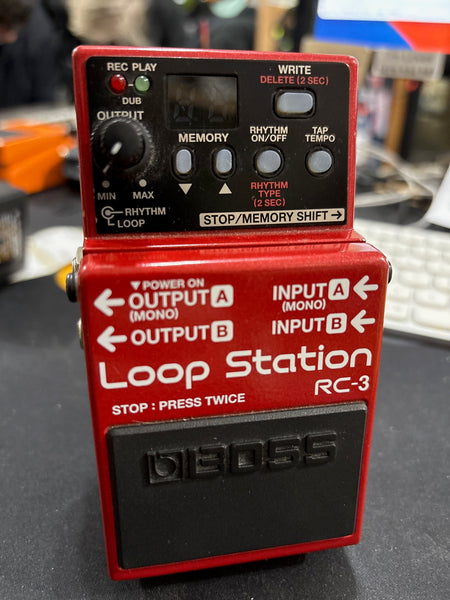 REC PLAY
DUB
WRITE
DELETE (2 SEC)
OUTPUT
MEMORY
RHYTHM
ON/OFF
TAP
TEMPO
▼ ▲
MIN MAX
RHYTHM
TYPE
(2 SEC)
RHYTHM
LOOP
STOP/MEMORY SHIFT→
▼POWER ON
←OUTPUT A
(MONO)
INPUT A←
(MONO)
←OUTPUT B
INPUT B←
Loop Station
RC-3
STOP : PRESS TWICE
BOSS